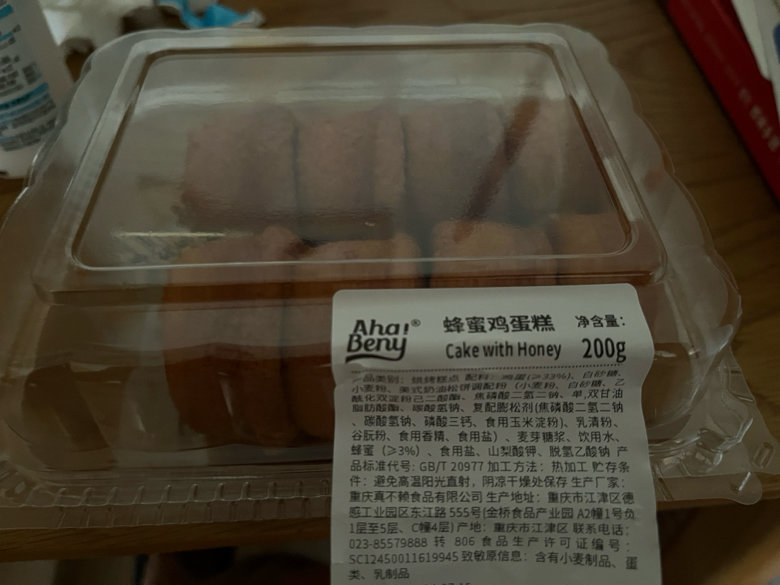 Aha!® Beny
蜂蜜鸡蛋糕 净含量：
Cake with Honey 200g
产品类别：烘烤糕点 配料：鸡蛋(≥33%)、白砂糖、
小麦粉、美式奶油松饼调配粉（小麦粉、白砂糖、乙
酰化双淀粉己二酸酯、焦磷酸二氢二钠、单,双甘油
脂肪酸酯、碳酸氢钠、复配膨松剂(焦磷酸二氢二钠
、碳酸氢钠、磷酸三钙、食用玉米淀粉)、乳清粉、
谷朊粉、食用香精、食用盐）、麦芽糖浆、饮用水、
蜂蜜（≥3%）、食用盐、山梨酸钾、脱氢乙酸钠 产
品标准代号: GB/T 20977 加工方法：热加工 贮存条
件：避免高温阳光直射，阴凉干燥处保存 生产厂家：
重庆真不赖食品有限公司 生产地址：重庆市江津区德
感工业园区东江路 555号(金桥食品产业园 A2幢1号负
1层至5层、C幢4层) 产地：重庆市江津区 联系电话：
023-85579888 转 806 食品生产许可证编号：
SC12450011619945 致敏原信息：含有小麦制品、蛋
类、乳制品